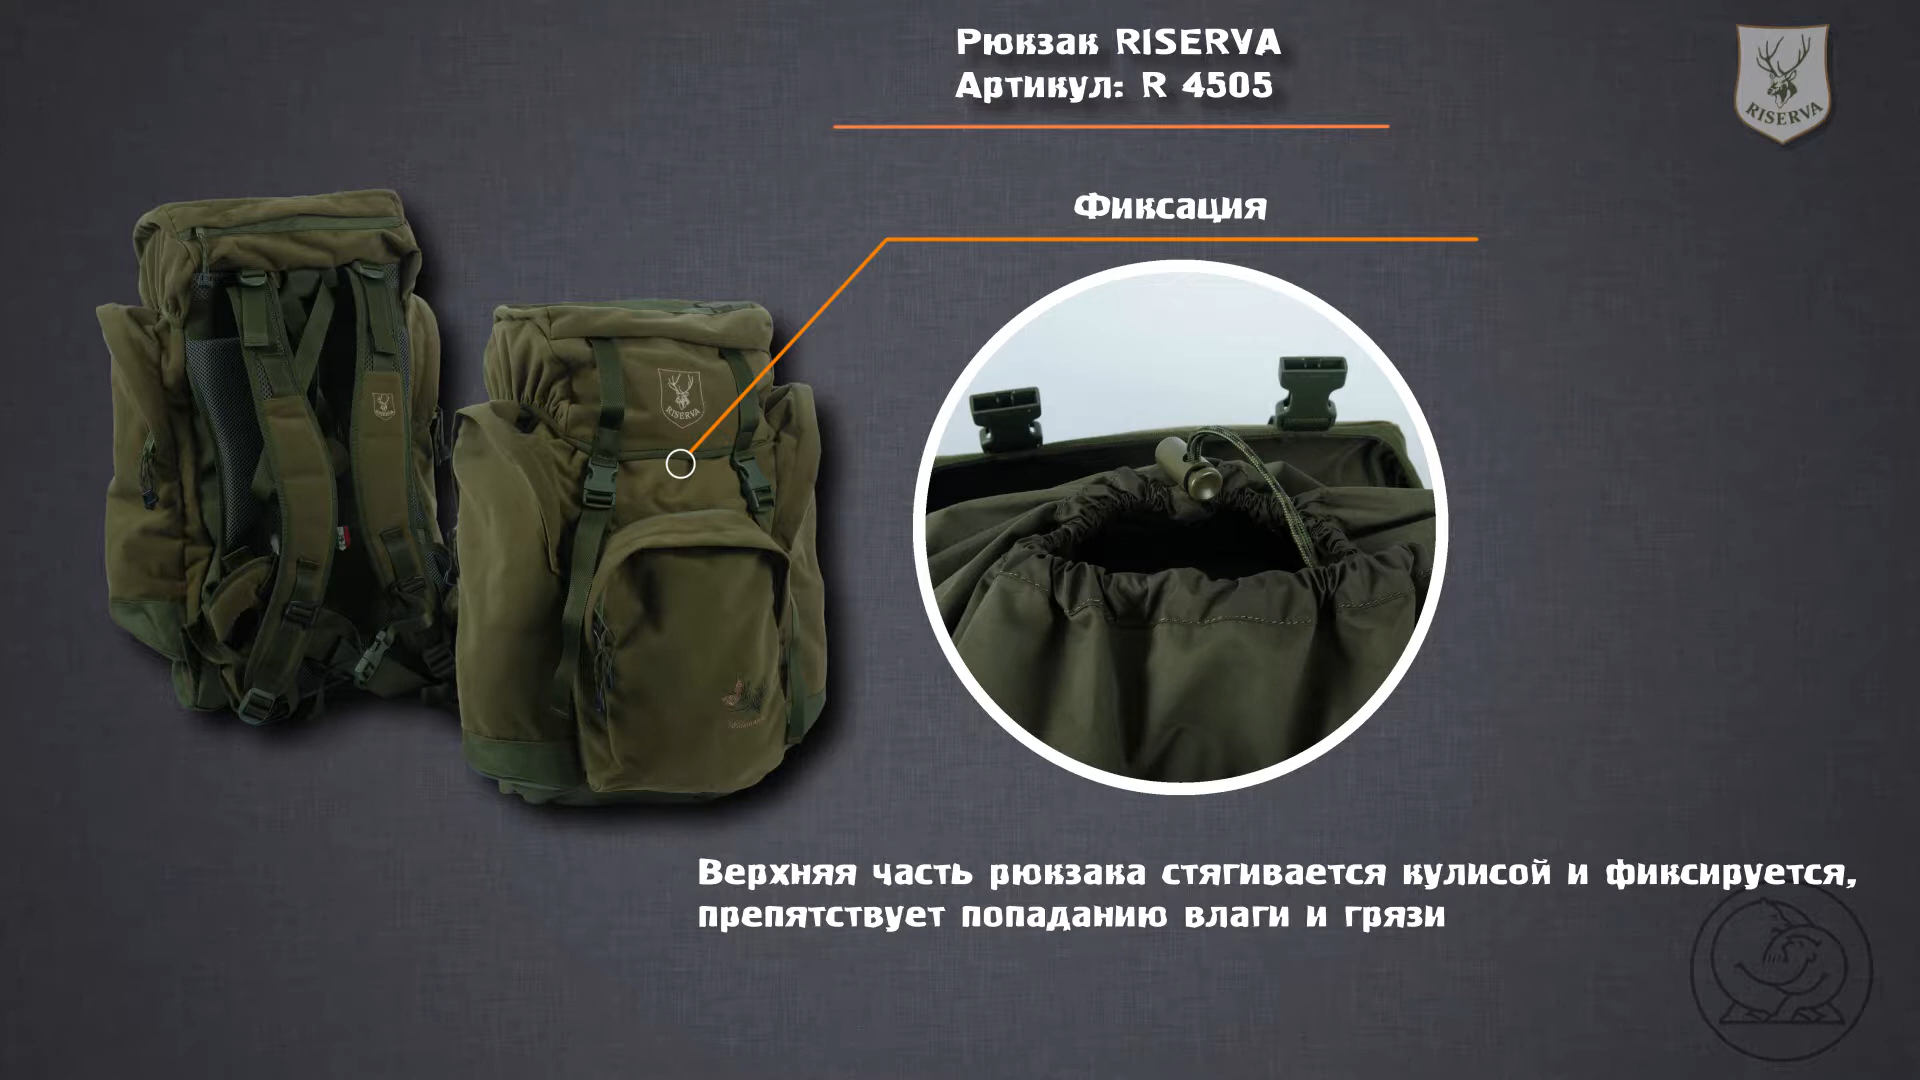 Рюкзак RISERVA
Артикул: R 4505
RISERVA
Фиксация
RISERVA
Верхняя часть рюкзака стягивается кулисой и фиксируется,
препятствует попаданию влаги и грязи